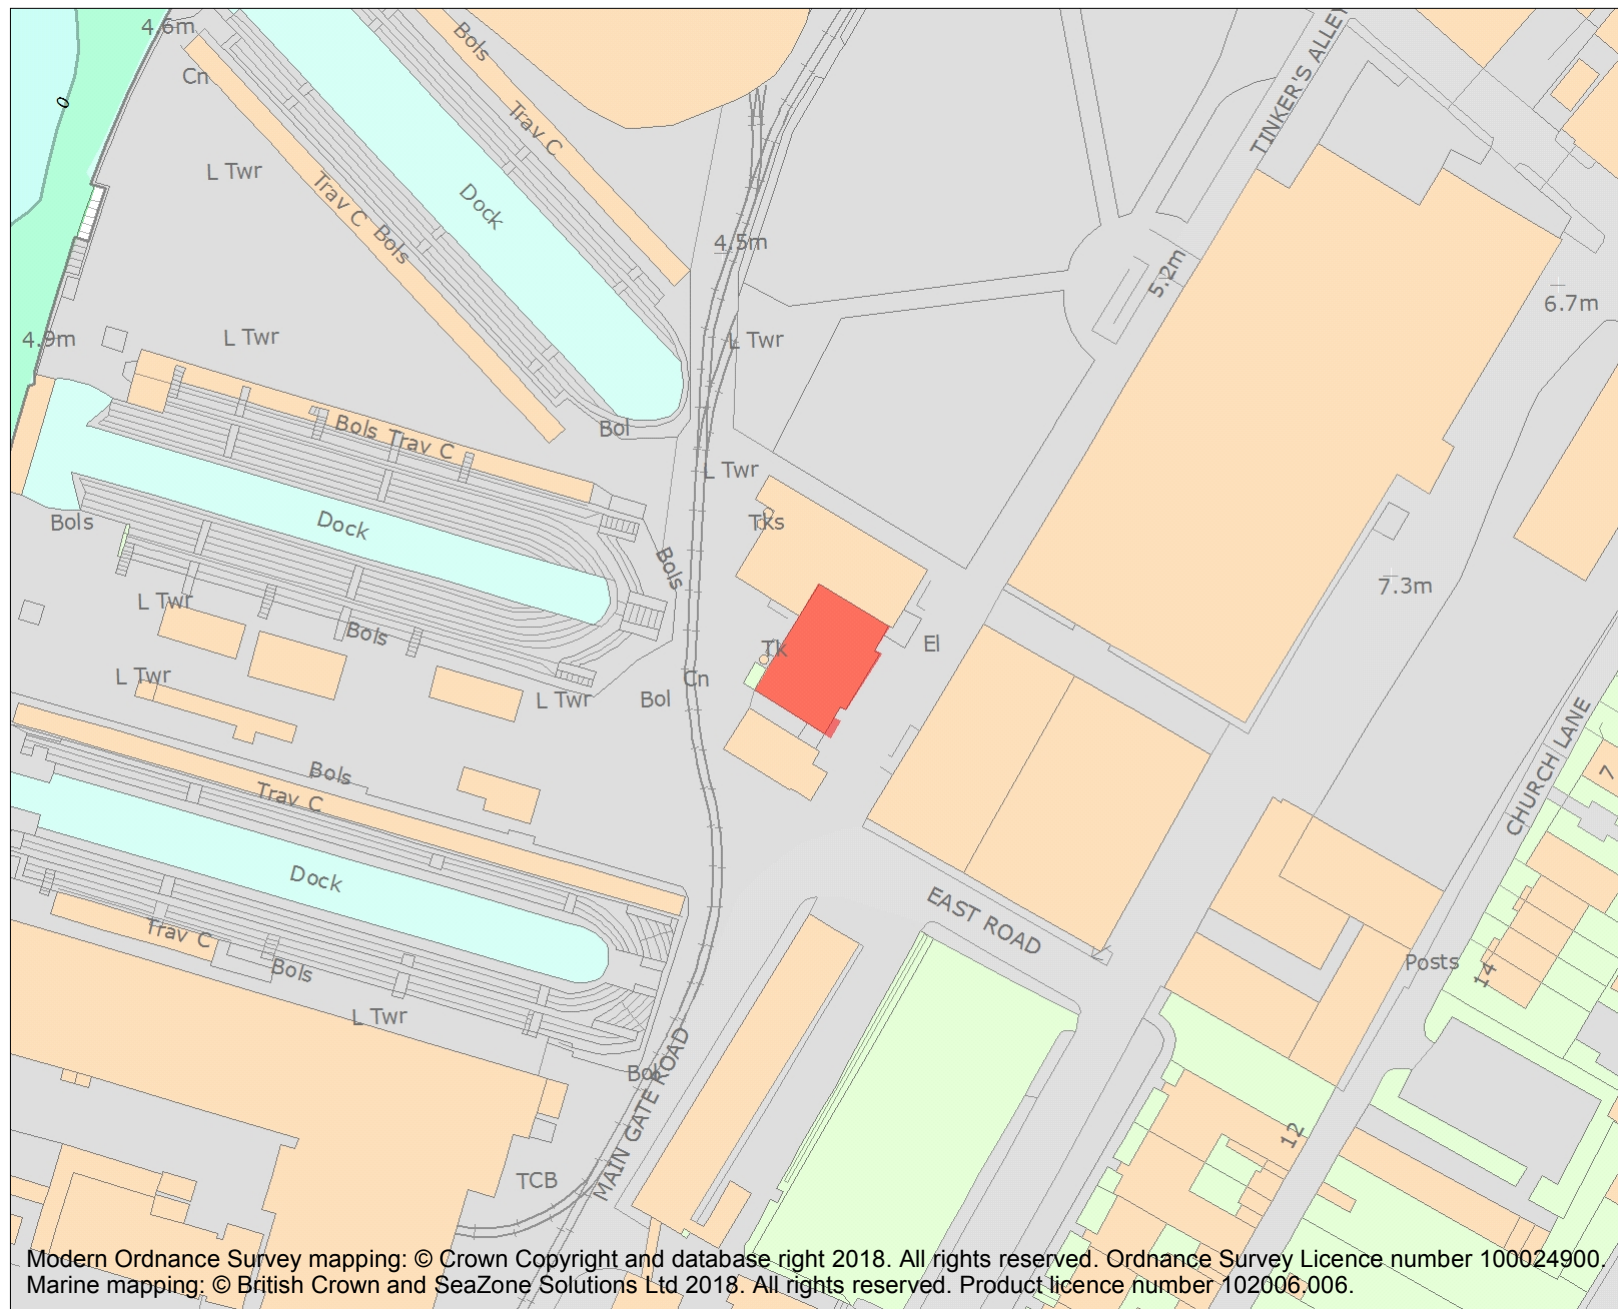 4.6m
Bols
TINKER'S ALLEY
Cn
0
Trav C
L Twr
Dock
Trav C
Bols
4.5m
5.2m
6.7m
4.9m
L Twr
L Twr
Bols
Trav C
Bol
L Twr
Bols
Dock
Tks
Bols
7.3m
L Twr
Bols
El
Tk
L Twr
Cn
L Twr
Bol
CHURCH LANE
7
Bols
Trav C
Dock
EAST ROAD
Trav C
Bols
Posts
14
L Twr
Bol
MAIN GATE ROAD
12
TCB
Modern Ordnance Survey mapping: © Crown Copyright and database right 2018. All rights reserved. Ordnance Survey Licence number 100024900.
Marine mapping: © British Crown and SeaZone Solutions Ltd 2018. All rights reserved. Product licence number 102006.006.